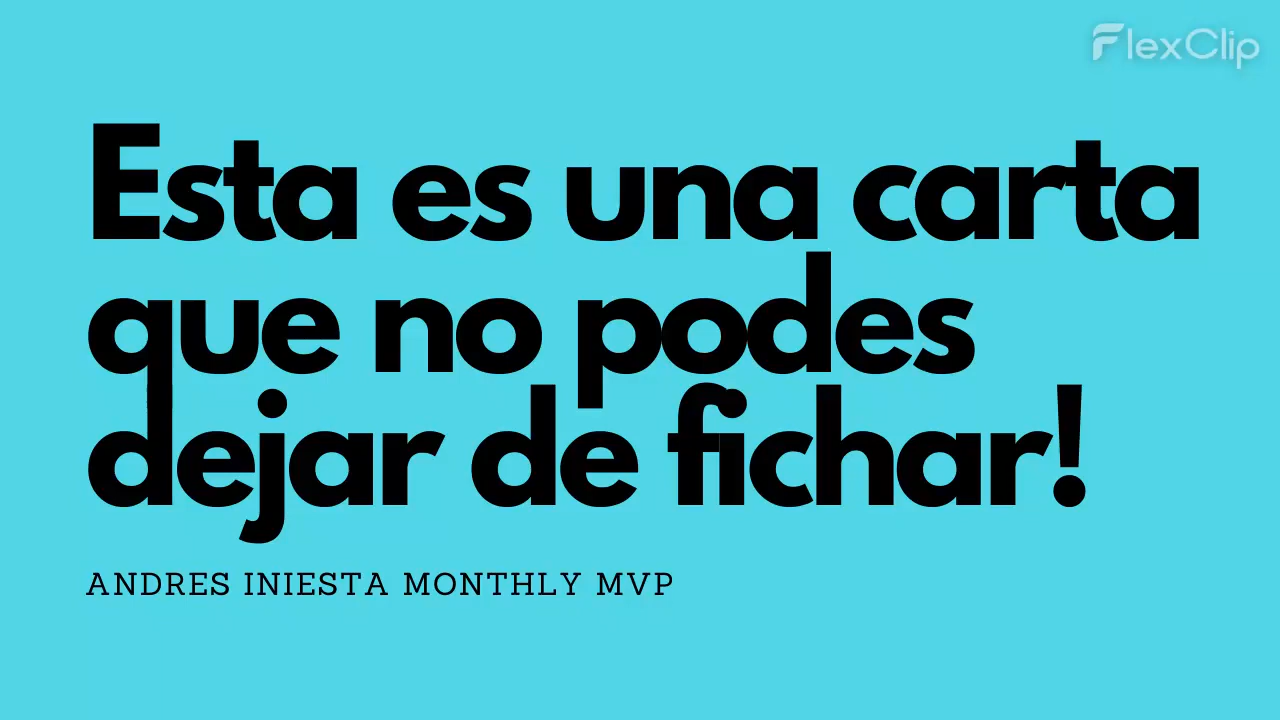 FlexClip
Esta es una carta
que no podes
dejar de fichar!
ANDRES INIESTA MONTHLY MVP